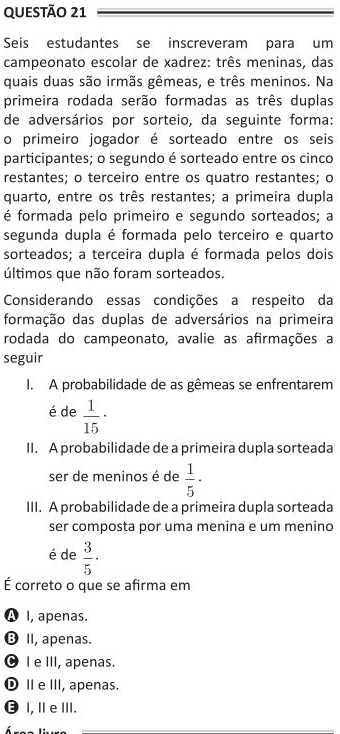 QUESTÃO 21
Seis estudantes se inscreveram para um
campeonato escolar de xadrez: três meninas, das
quais duas são irmãs gêmeas, e três meninos. Na
primeira rodada serão formadas as três duplas
de adversários por sorteio, da seguinte forma:
o primeiro jogador é sorteado entre os seis
participantes; o segundo é sorteado entre os cinco
restantes; o terceiro entre os quatro restantes; o
quarto, entre os três restantes; a primeira dupla
é formada pelo primeiro e segundo sorteados; a
segunda dupla é formada pelo terceiro e quarto
sorteados; a terceira dupla é formada pelos dois
últimos que não foram sorteados.
Considerando essas condições a respeito da
formação das duplas de adversários na primeira
rodada do campeonato, avalie as afirmações a
seguir
I. A probabilidade de as gêmeas se enfrentarem
é de 1/15.
II. A probabilidade de a primeira dupla sorteada
ser de meninos é de 1/5.
III. A probabilidade de a primeira dupla sorteada
ser composta por uma menina e um menino
é de 3/5.
É correto o que se afirma em
A I, apenas.
B II, apenas.
C I e III, apenas.
D II e III, apenas.
E I, II e III.
Área livre